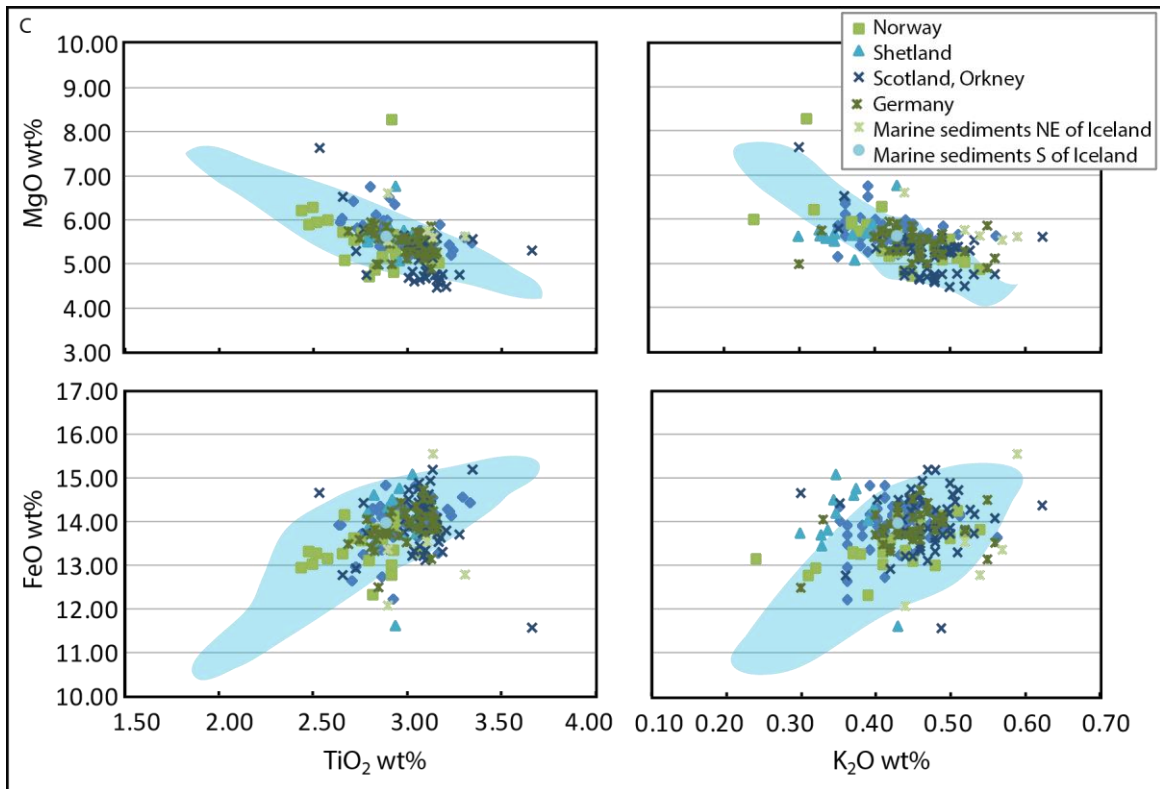 C
Norway
Shetland
Scotland, Orkney
Germany
Marine sediments NE of Iceland
Marine sediments S of Iceland
MgO wt%
10.00
9.00
8.00
7.00
6.00
5.00
4.00
3.00
FeO wt%
17.00
16.00
15.00
14.00
13.00
12.00
11.00
10.00
1.50 2.00 2.50 3.00 3.50 4.00
0.10 0.20 0.30 0.40 0.50 0.60 0.70
TiO₂ wt%
K₂O wt%